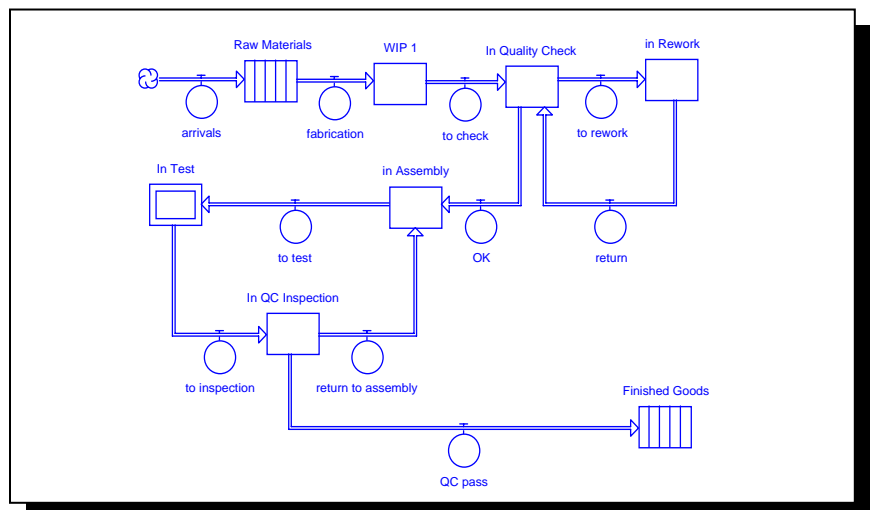 Raw Materials
WIP 1
In Quality Check
in Rework
arrivals
fabrication
to check
to rework
In Test
in Assembly
to test
OK
return
In QC Inspection
to inspection
return to assembly
Finished Goods
QC pass